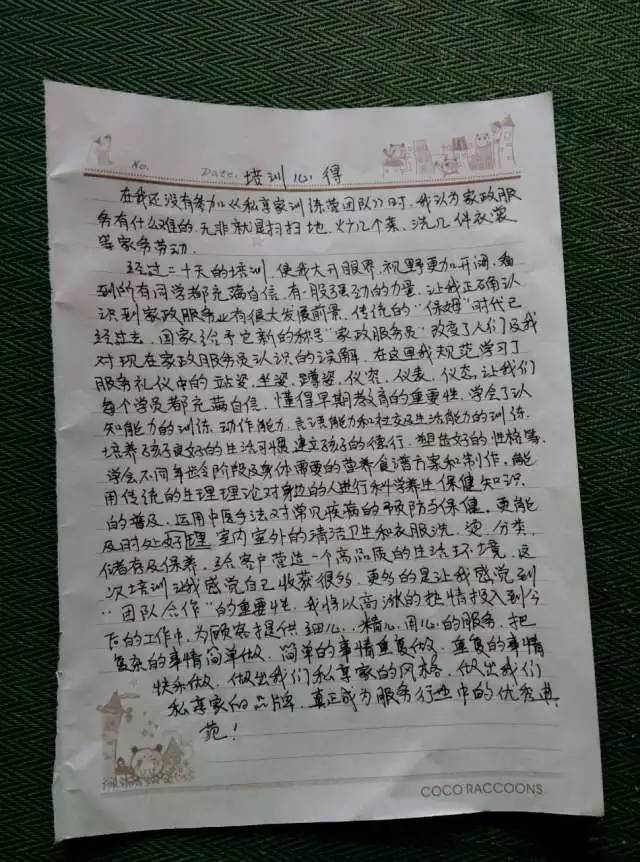 No.
Date.
培训心得
在我还没有参加《私享家训练营团队》时,我认为家政服
务有什么难的,无非就是扫扫地,炒几个菜、洗几件衣裳
等家务劳动.
经过二十天的培训,使我大开眼界,视野更加开阔,看
到所有同学都充满自信,有一股强劲的力量,让我正确认
识到家政服务业有很大发展前景,传统的"保姆"时代已
经过去,国家给予它新的称号"家政服务员"改变了人们及我
对现在家政服务员认识的误解,在这里我规范学习了
服务礼仪中的站姿,坐姿,蹲姿,仪容,仪表,仪态,让我们
每个学员都充满自信,懂得早期教育的重要性,学会了认
知能力的训练,动作能力,言语能力和社交及生活能力的训练.
培养孩子良好的生活习惯,建立孩子的德行,塑造好的性格等.
学会不同年龄阶段及身体需要的营养食谱方案和制作,能
用传统的生理理论对身边的人进行科学养生保健知识
的普及,运用中医手法对常见疾病的预防与保健,更能
及时处好理室内室外的清洁卫生和衣服洗,烫,分类,
储存及保养,给客户营造一个高品质的生活环境,这
次培训让我感觉自己收获很多,更多的是让我感觉到
"团队合作"的重要性,我将以高涨的热情投入到今
后的工作中,为顾客提供细心,精心,用心的服务,把
复杂的事情简单做,简单的事情重复做,重复的事情
快乐做,做出我们私享家的风格,做出我们
私享家的品牌,真正成为服务行业中的优秀典
范!
COCO RACCOONS